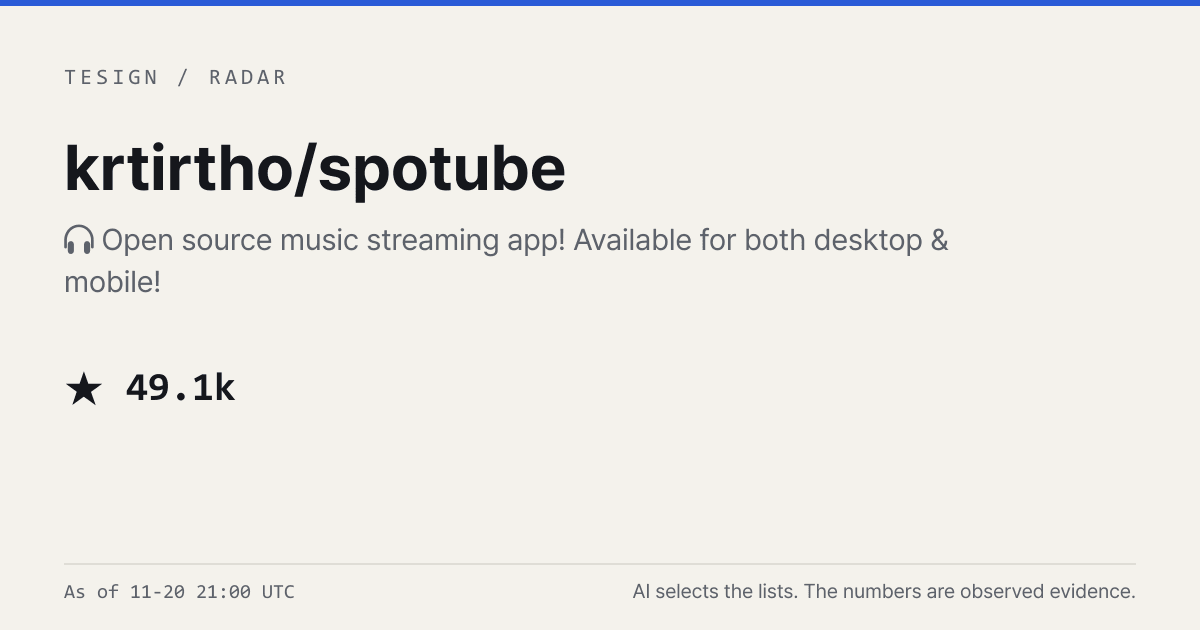 TESIGN / RADAR
krtirtho/spotube
🎧 Open source music streaming app! Available for both desktop &
mobile!
★ 49.1k
As of 11-20 21:00 UTC
AI selects the lists. The numbers are observed evidence.